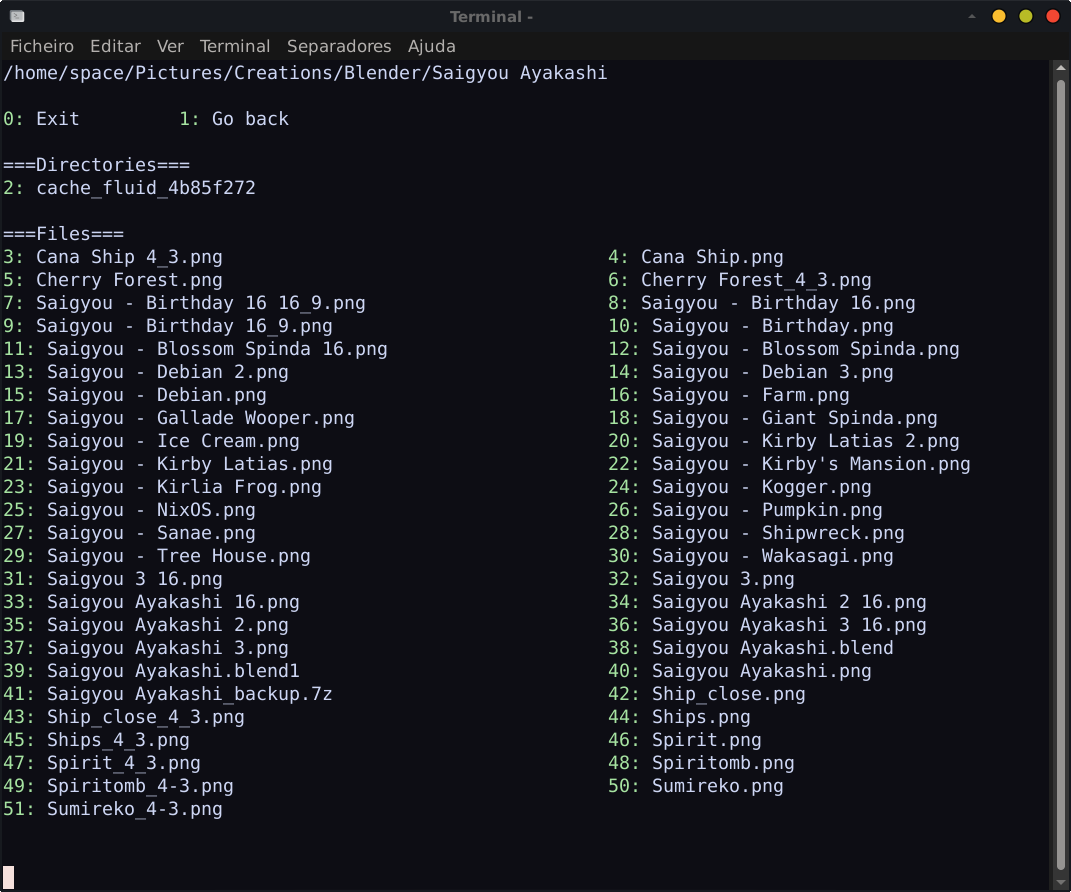 Terminal -
Ficheiro Editar Ver Terminal Separadores Ajuda
/home/space/Pictures/Creations/Blender/Saigyou Ayakashi
0: Exit 1: Go back
===Directories===
2: cache_fluid_4b85f272
===Files===
3: Cana Ship 4_3.png 4: Cana Ship.png
5: Cherry Forest.png 6: Cherry Forest_4_3.png
7: Saigyou - Birthday 16 16_9.png 8: Saigyou - Birthday 16.png
9: Saigyou - Birthday 16_9.png 10: Saigyou - Birthday.png
11: Saigyou - Blossom Spinda 16.png 12: Saigyou - Blossom Spinda.png
13: Saigyou - Debian 2.png 14: Saigyou - Debian 3.png
15: Saigyou - Debian.png 16: Saigyou - Farm.png
17: Saigyou - Gallade Wooper.png 18: Saigyou - Giant Spinda.png
19: Saigyou - Ice Cream.png 20: Saigyou - Kirby Latias 2.png
21: Saigyou - Kirby Latias.png 22: Saigyou - Kirby's Mansion.png
23: Saigyou - Kirlia Frog.png 24: Saigyou - Kogger.png
25: Saigyou - NixOS.png 26: Saigyou - Pumpkin.png
27: Saigyou - Sanae.png 28: Saigyou - Shipwreck.png
29: Saigyou - Tree House.png 30: Saigyou - Wakasagi.png
31: Saigyou 3 16.png 32: Saigyou 3.png
33: Saigyou Ayakashi 16.png 34: Saigyou Ayakashi 2 16.png
35: Saigyou Ayakashi 2.png 36: Saigyou Ayakashi 3 16.png
37: Saigyou Ayakashi 3.png 38: Saigyou Ayakashi.blend
39: Saigyou Ayakashi.blend1 40: Saigyou Ayakashi.png
41: Saigyou Ayakashi_backup.7z 42: Ship_close.png
43: Ship_close_4_3.png 44: Ships.png
45: Ships_4_3.png 46: Spirit.png
47: Spirit_4_3.png 48: Spiritomb.png
49: Spiritomb_4-3.png 50: Sumireko.png
51: Sumireko_4-3.png